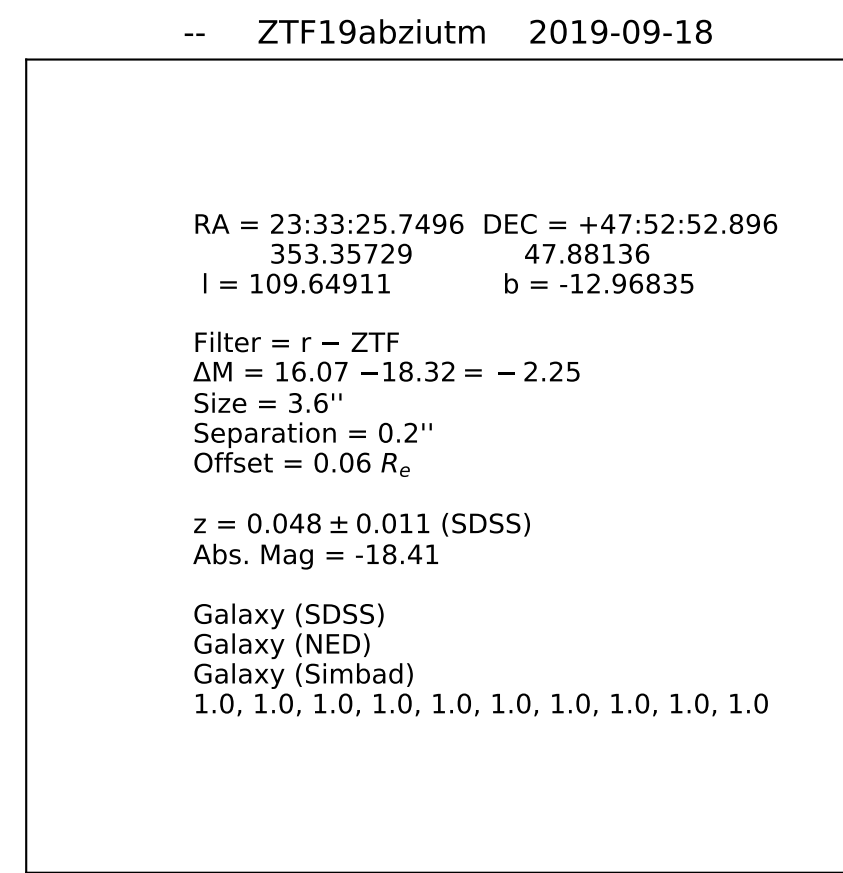 -- ZTF19abziutm 2019-09-18
RA = 23:33:25.7496 DEC = +47:52:52.896
353.35729 47.88136
l = 109.64911 b = -12.96835
Filter = r − ZTF
ΔM = 16.07 −18.32 = − 2.25
Size = 3.6''
Separation = 0.2''
Offset = 0.06 Rₑ
z = 0.048 ± 0.011 (SDSS)
Abs. Mag = -18.41
Galaxy (SDSS)
Galaxy (NED)
Galaxy (Simbad)
1.0, 1.0, 1.0, 1.0, 1.0, 1.0, 1.0, 1.0, 1.0, 1.0